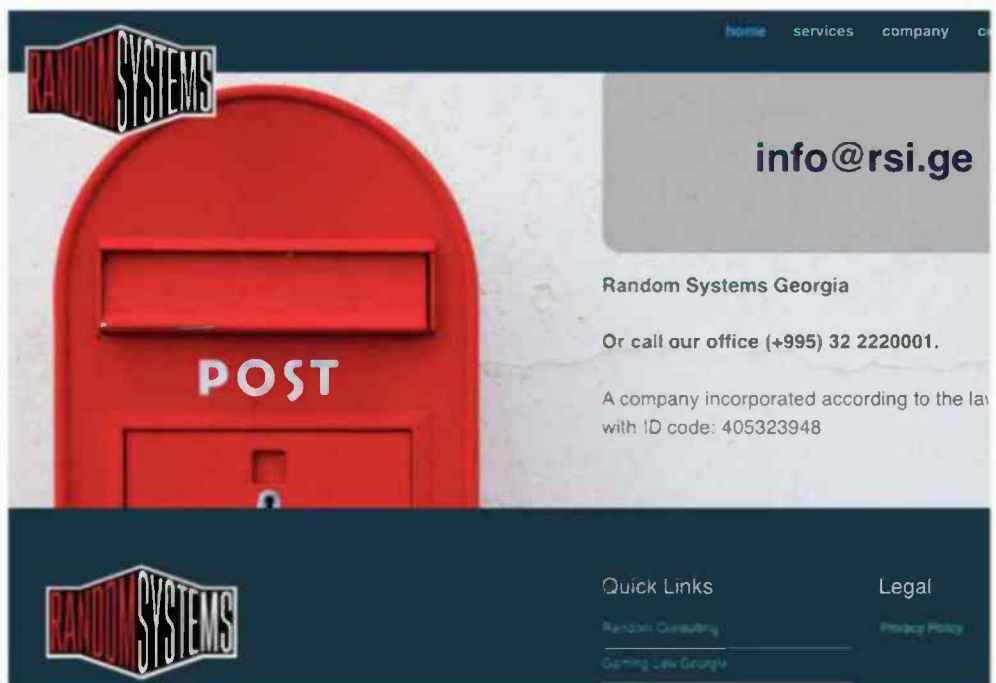 RANDOM SYSTEMS
home services company
info@rsi.ge
Random Systems Georgia
Or call our office (+995) 32 2220001.
POST
A company incorporated according to the
with ID code: 405323948
RANDOM SYSTEMS
Quick Links Legal
Random Consulting Privacy Policy
Gaming Law Georgia